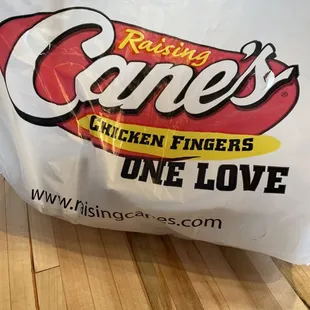 Raising
Cane's
CHICKEN FINGERS
ONE LOVE
www.raisingcanes.com